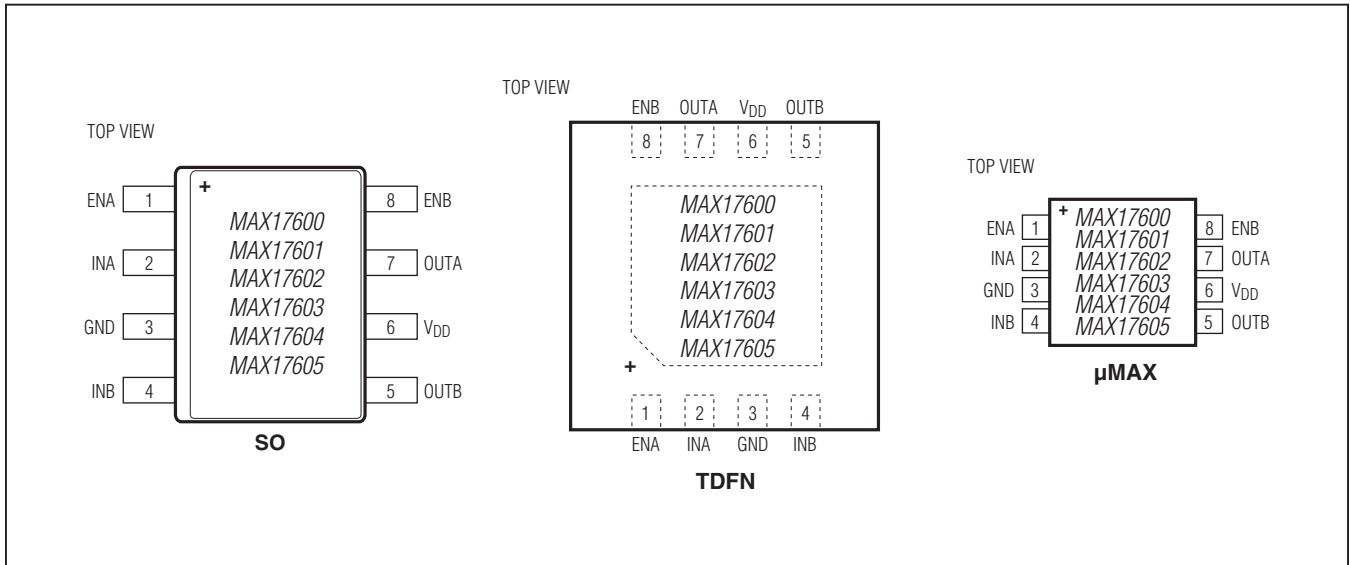 TOP VIEW
+
ENA 1
8 ENB
INA 2
7 OUTA
GND 3
6 VDD
INB 4
5 OUTB
MAX17600
MAX17601
MAX17602
MAX17603
MAX17604
MAX17605
SO
TOP VIEW
ENB OUTA VDD OUTB
8 7 6 5
MAX17600
MAX17601
MAX17602
MAX17603
MAX17604
MAX17605
+
1 2 3 4
ENA INA GND INB
TDFN
TOP VIEW
+
ENA 1
8 ENB
INA 2
7 OUTA
GND 3
6 VDD
INB 4
5 OUTB
MAX17600
MAX17601
MAX17602
MAX17603
MAX17604
MAX17605
µMAX